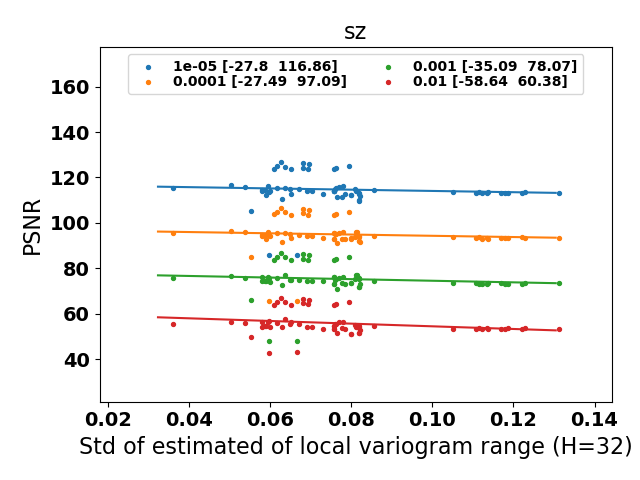 sz
1e-05 [-27.8 116.86]
0.0001 [-27.49 97.09]
0.001 [-35.09 78.07]
0.01 [-58.64 60.38]
PSNR
160
140
120
100
80
60
40
0.02 0.04 0.06 0.08 0.10 0.12 0.14
Std of estimated of local variogram range (H=32)